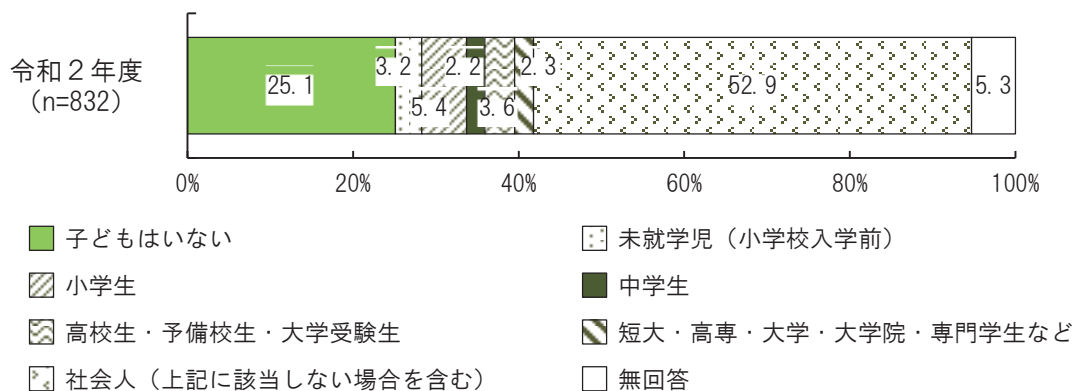 令和２年度
（n=832）
25.1
3.2
5.4
2.2
3.6
2.3
52.9
5.3
0%
20%
40%
60%
80%
100%
子どもはいない
未就学児（小学校入学前）
小学生
中学生
高校生・予備校生・大学受験生
短大・高専・大学・大学院・専門学生など
社会人（上記に該当しない場合を含む）
無回答